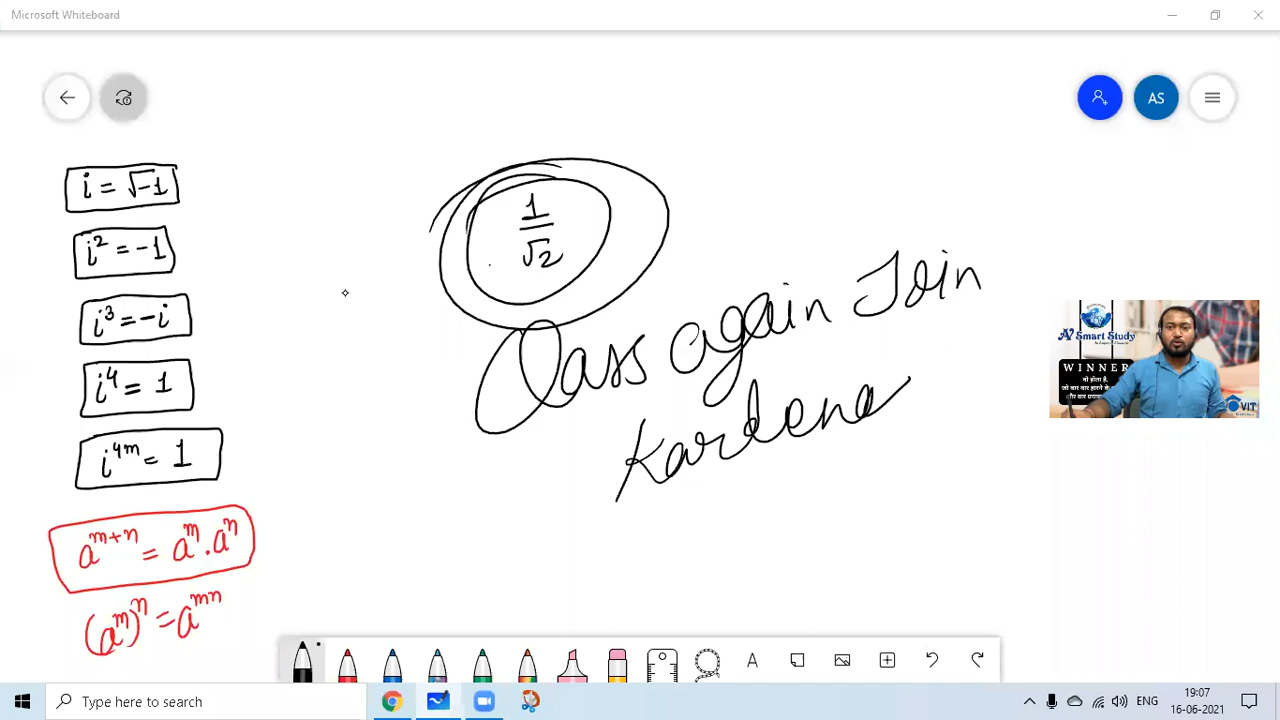 Microsoft Whiteboard
AS
i = √-1
i² = -1
i³ = -i
i⁴ = 1
i⁴ᵐ = 1
aᵐ⁺ⁿ = aᵐ . aⁿ
(aᵐ)ⁿ = aᵐⁿ
1/√2
Class again Join
Kardena
A Smart Study
WINNER
वो होता है,
VIT
A
Type here to search
ENG
19:07
16-06-2021